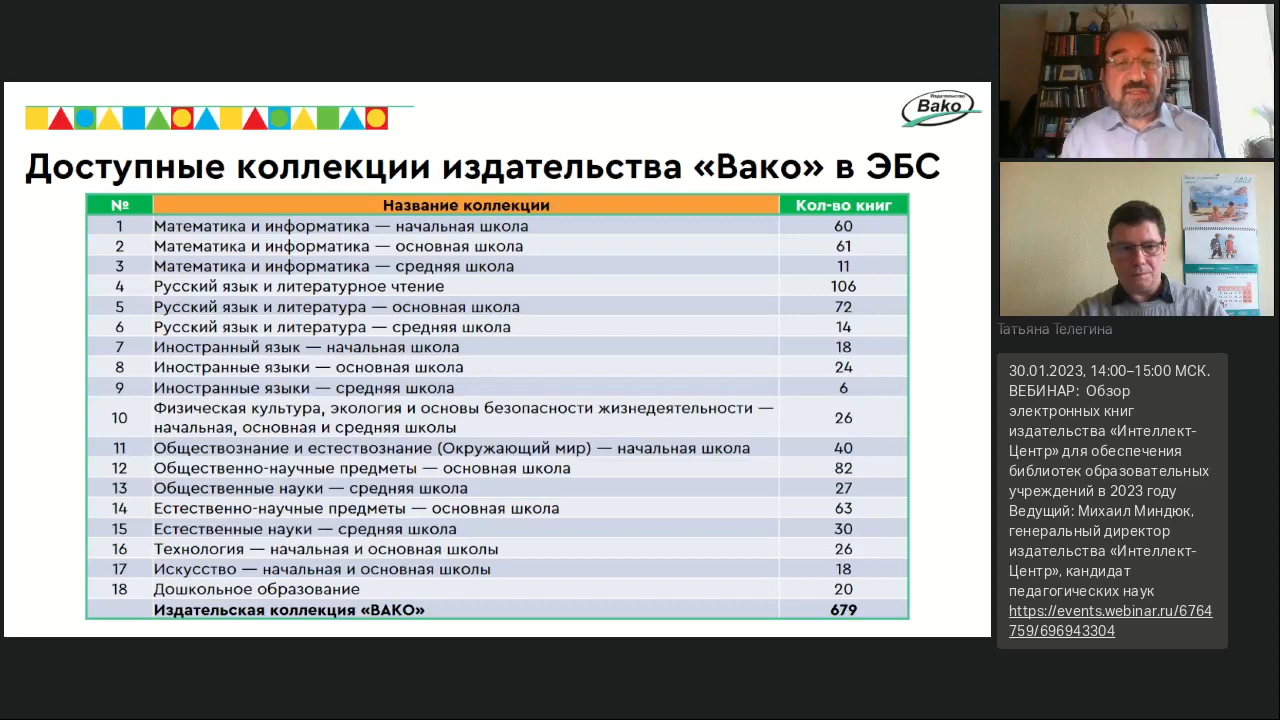 Издательство
Вако
Доступные коллекции издательства «Вако» в ЭБС
№ Название коллекции Кол-во книг
1 Математика и информатика — начальная школа 60
2 Математика и информатика — основная школа 61
3 Математика и информатика — средняя школа 11
4 Русский язык и литературное чтение 106
5 Русский язык и литература — основная школа 72
6 Русский язык и литература — средняя школа 14
7 Иностранный язык — начальная школа 18
8 Иностранные языки — основная школа 24
9 Иностранные языки — средняя школа 6
10 Физическая культура, экология и основы безопасности жизнедеятельности — 26
начальная, основная и средняя школы
11 Обществознание и естествознание (Окружающий мир) — начальная школа 40
12 Общественно-научные предметы — основная школа 82
13 Общественные науки — средняя школа 27
14 Естественно-научные предметы — основная школа 63
15 Естественные науки — средняя школа 30
16 Технология — начальная и основная школы 26
17 Искусство — начальная и основная школы 18
18 Дошкольное образование 20
Издательская коллекция «ВАКО» 679
Татьяна Телегина
30.01.2023, 14:00–15:00 МСК.
ВЕБИНАР: Обзор
электронных книг
издательства «Интеллект-
Центр» для обеспечения
библиотек образовательных
учреждений в 2023 году
Ведущий: Михаил Миндюк,
генеральный директор
издательства «Интеллект-
Центр», кандидат
педагогических наук
https://events.webinar.ru/6764
759/696943304